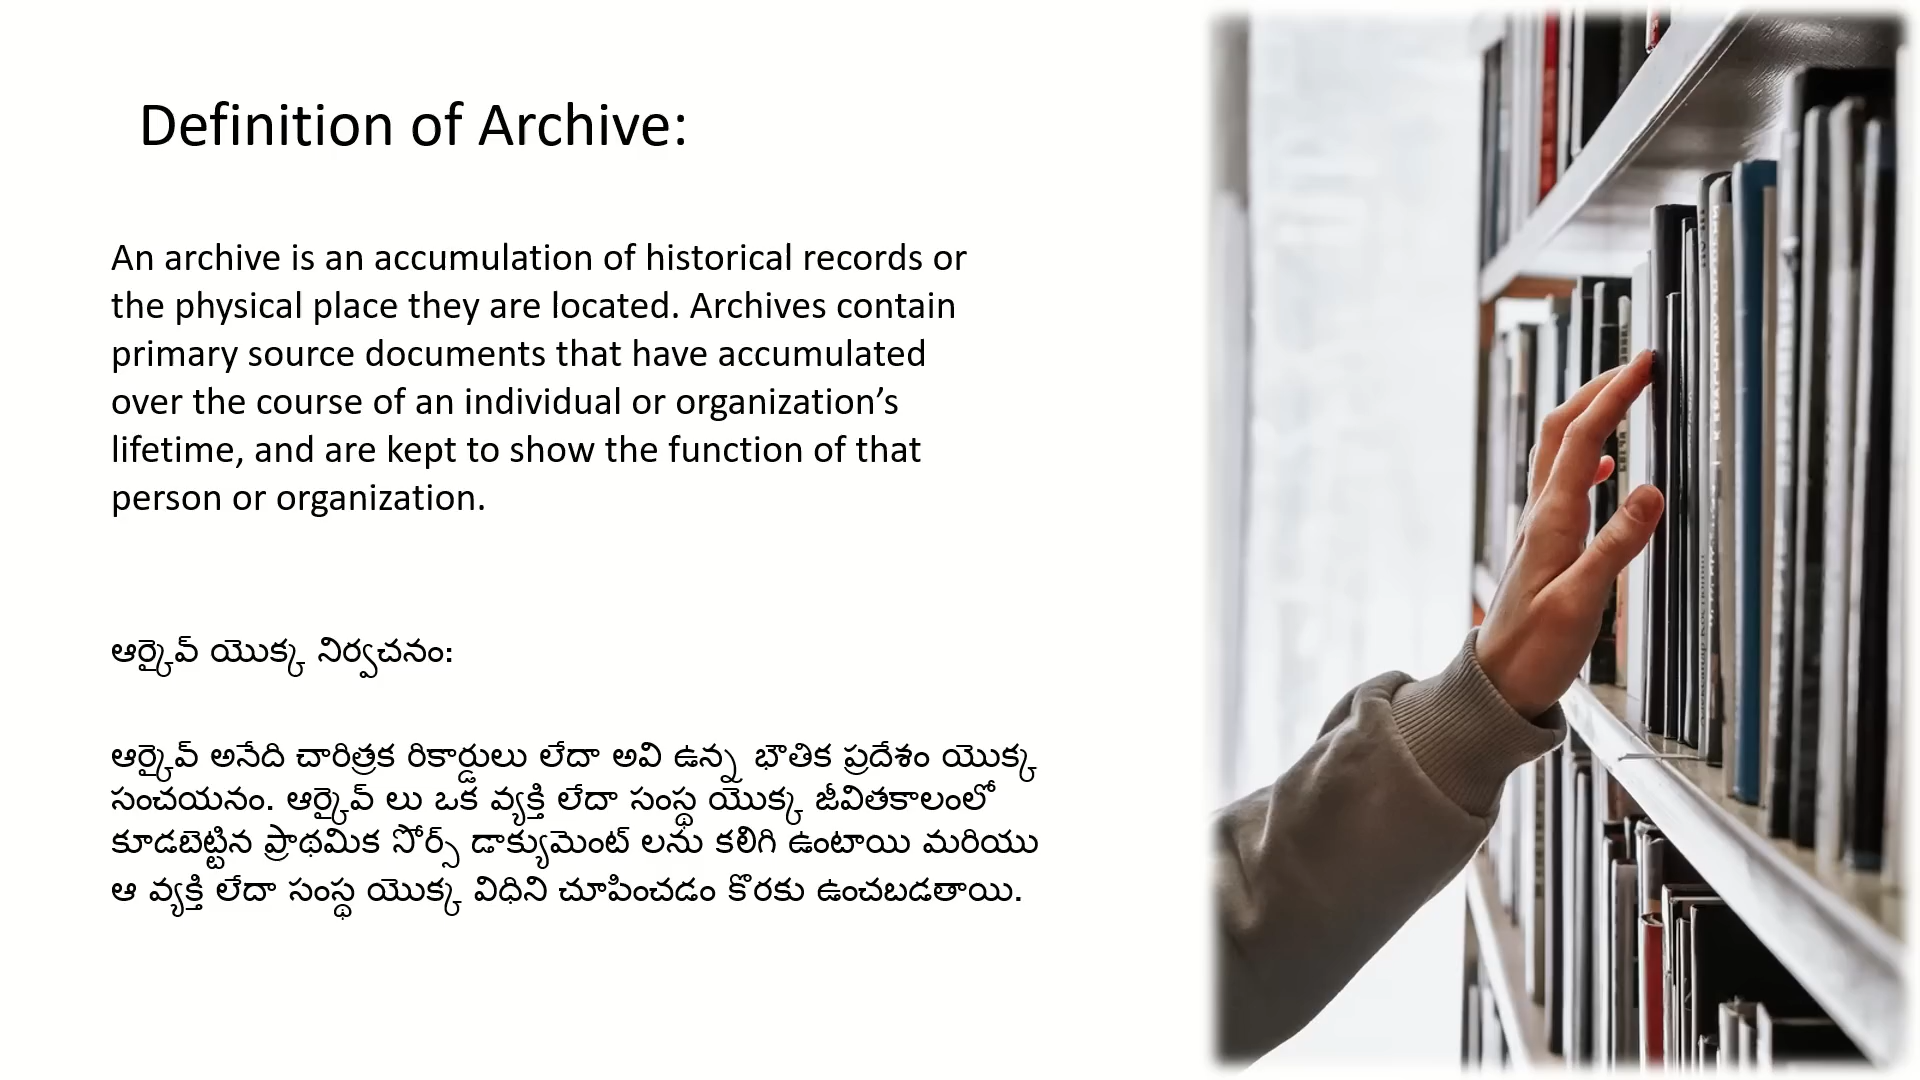 Definition of Archive:
An archive is an accumulation of historical records or
the physical place they are located. Archives contain
primary source documents that have accumulated
over the course of an individual or organization’s
lifetime, and are kept to show the function of that
person or organization.
ఆర్కైవ్ యొక్క నిర్వచనం:
ఆర్కైవ్ అనేది చారిత్రక రికార్డులు లేదా అవి ఉన్న భౌతిక ప్రదేశం యొక్క
సంచయనం. ఆర్కైవ్ లు ఒక వ్యక్తి లేదా సంస్థ యొక్క జీవితకాలంలో
కూడబెట్టిన ప్రాథమిక సోర్స్ డాక్యుమెంట్ లను కలిగి ఉంటాయి మరియు
ఆ వ్యక్తి లేదా సంస్థ యొక్క విధిని చూపించడం కొరకు ఉంచబడతాయి.